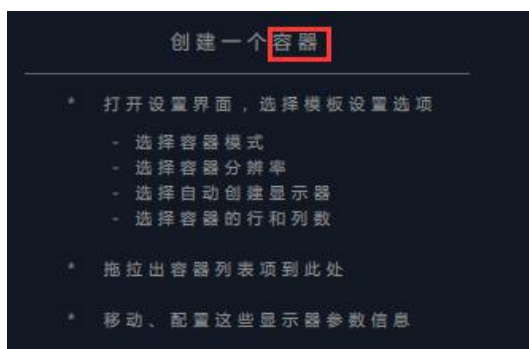 创建一个容器
* 打开设置界面，选择模板设置选项
- 选择容器模式
- 选择容器分辨率
- 选择自动创建显示器
- 选择容器的行和列数
* 拖拉出容器列表项到此处
* 移动、配置这些显示器参数信息